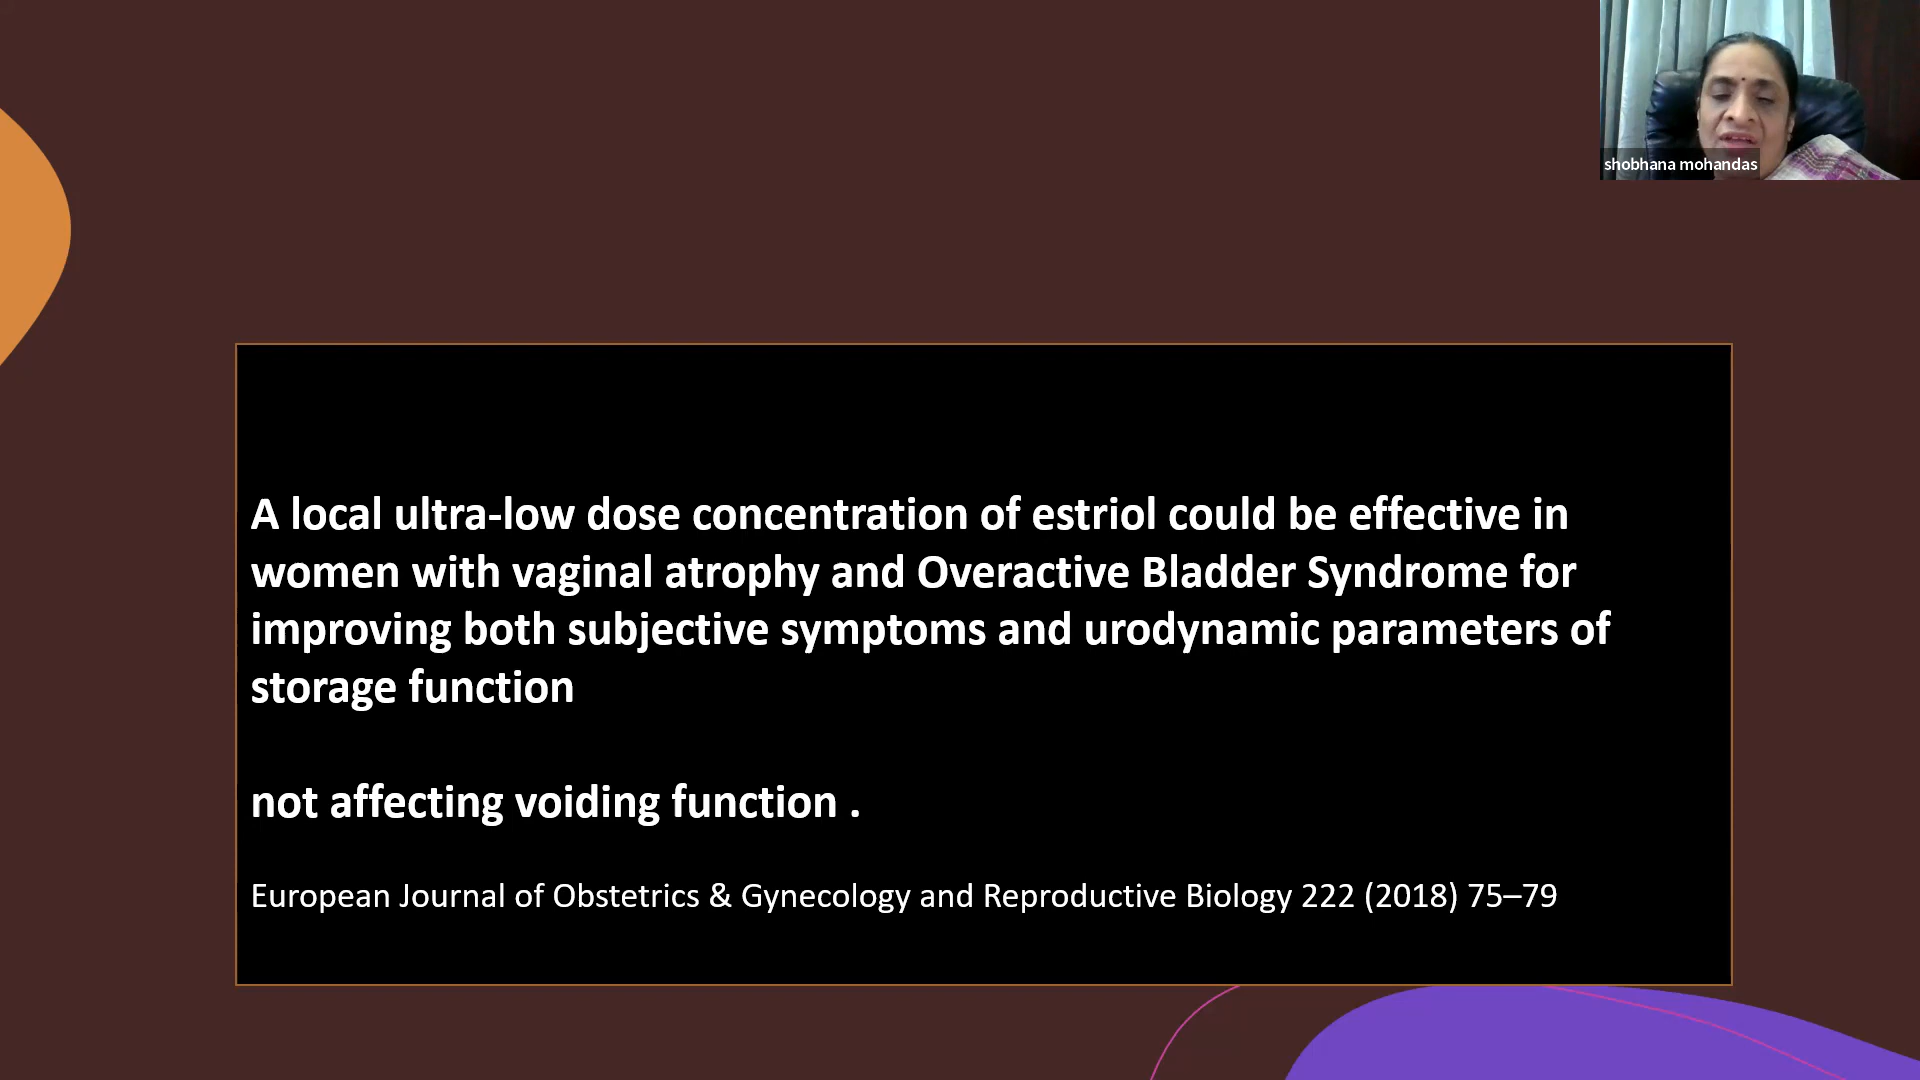 shobhana mohandas
A local ultra-low dose concentration of estriol could be effective in
women with vaginal atrophy and Overactive Bladder Syndrome for
improving both subjective symptoms and urodynamic parameters of
storage function
not affecting voiding function .
European Journal of Obstetrics & Gynecology and Reproductive Biology 222 (2018) 75–79